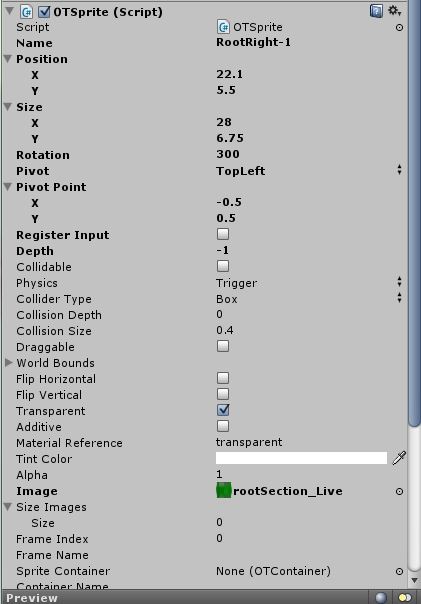 OTSprite (Script)
Script OTSprite
Name RootRight-1
Position
X 22.1
Y 5.5
Size
X 28
Y 6.75
Rotation 300
Pivot TopLeft
Pivot Point
X -0.5
Y 0.5
Register Input
Depth -1
Collidable
Physics Trigger
Collider Type Box
Collision Depth 0
Collision Size 0.4
Draggable
World Bounds
Flip Horizontal
Flip Vertical
Transparent
Additive
Material Reference transparent
Tint Color
Alpha 1
Image rootSection_Live
Size Images
Size 0
Frame Index 0
Frame Name
Sprite Container None (OTContainer)
Container Name
Preview